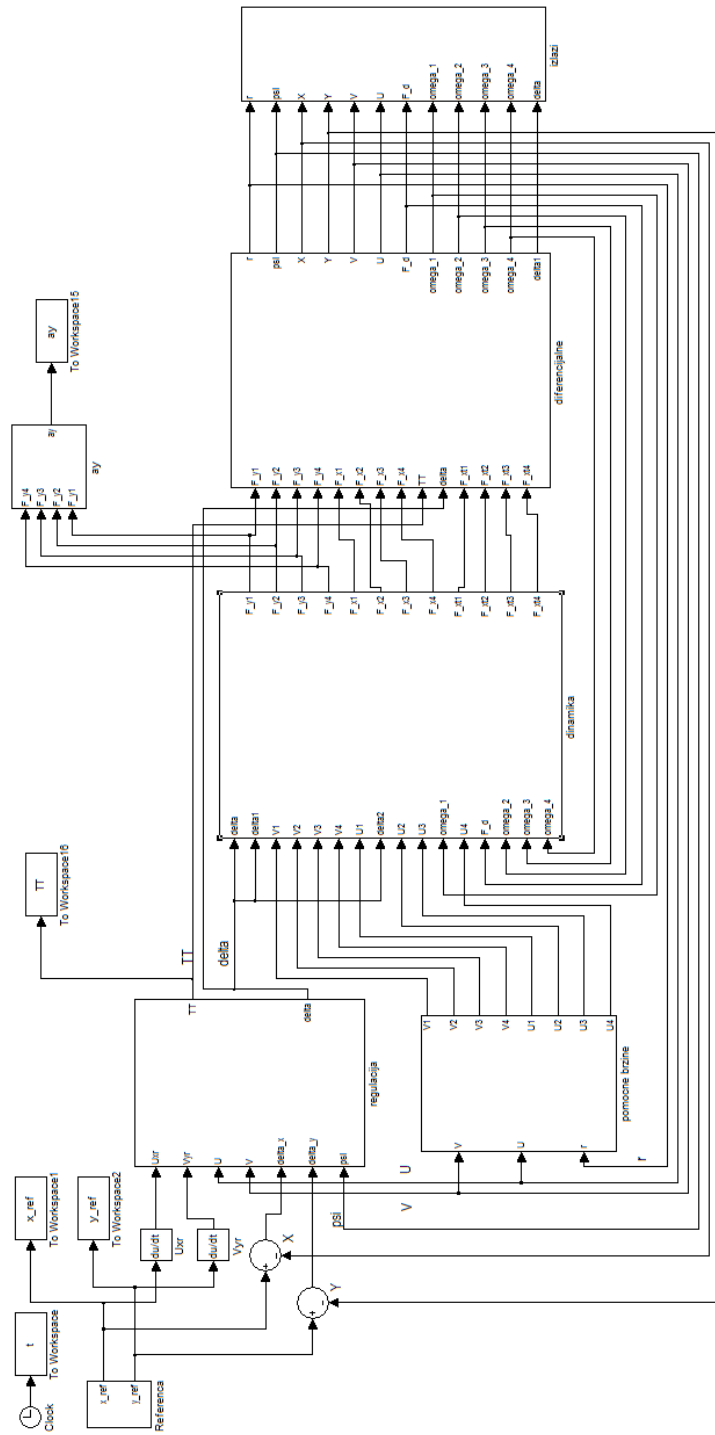 Clock
t
To Workspace
x_ref
y_ref
Referenca
x_ref
To Workspace1
y_ref
To Workspace2
du/dt
Uxr
du/dt
Vyr
X
Y
Uxr
Vyr
U
V
delta_x
delta_y
psi
TT
delta
regulacija
psi
V
U
r
V
U
r
V1
V2
V3
V4
U1
U2
U3
U4
pomocne brzine
TT
To Workspace16
TT
delta
delta
delta1
V1
V2
V3
V4
U1
delta2
U2
U3
omega_1
U4
F_d
omega_2
omega_3
omega_4
F_y1
F_y2
F_y3
F_y4
F_x1
F_x2
F_x3
F_x4
F_xt1
F_xt2
F_xt3
F_xt4
dinamika
F_y4
F_y3
F_y2
F_y1
ay
ay
ay
To Workspace15
F_y1
F_y2
F_y3
F_y4
F_x1
F_x2
F_x3
F_x4
TT
delta
F_xt1
F_xt2
F_xt3
F_xt4
r
psi
X
Y
V
U
F_d
omega_1
omega_2
omega_3
omega_4
delta1
diferencijalne
r
psi
X
Y
V
U
F_d
omega_1
omega_2
omega_3
omega_4
delta
izlazi